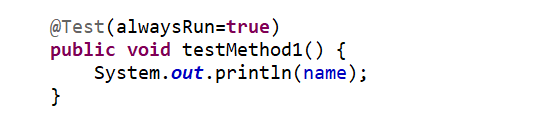 @Test(alwaysRun=true)
public void testMethod1() {
    System.out.println(name);
}